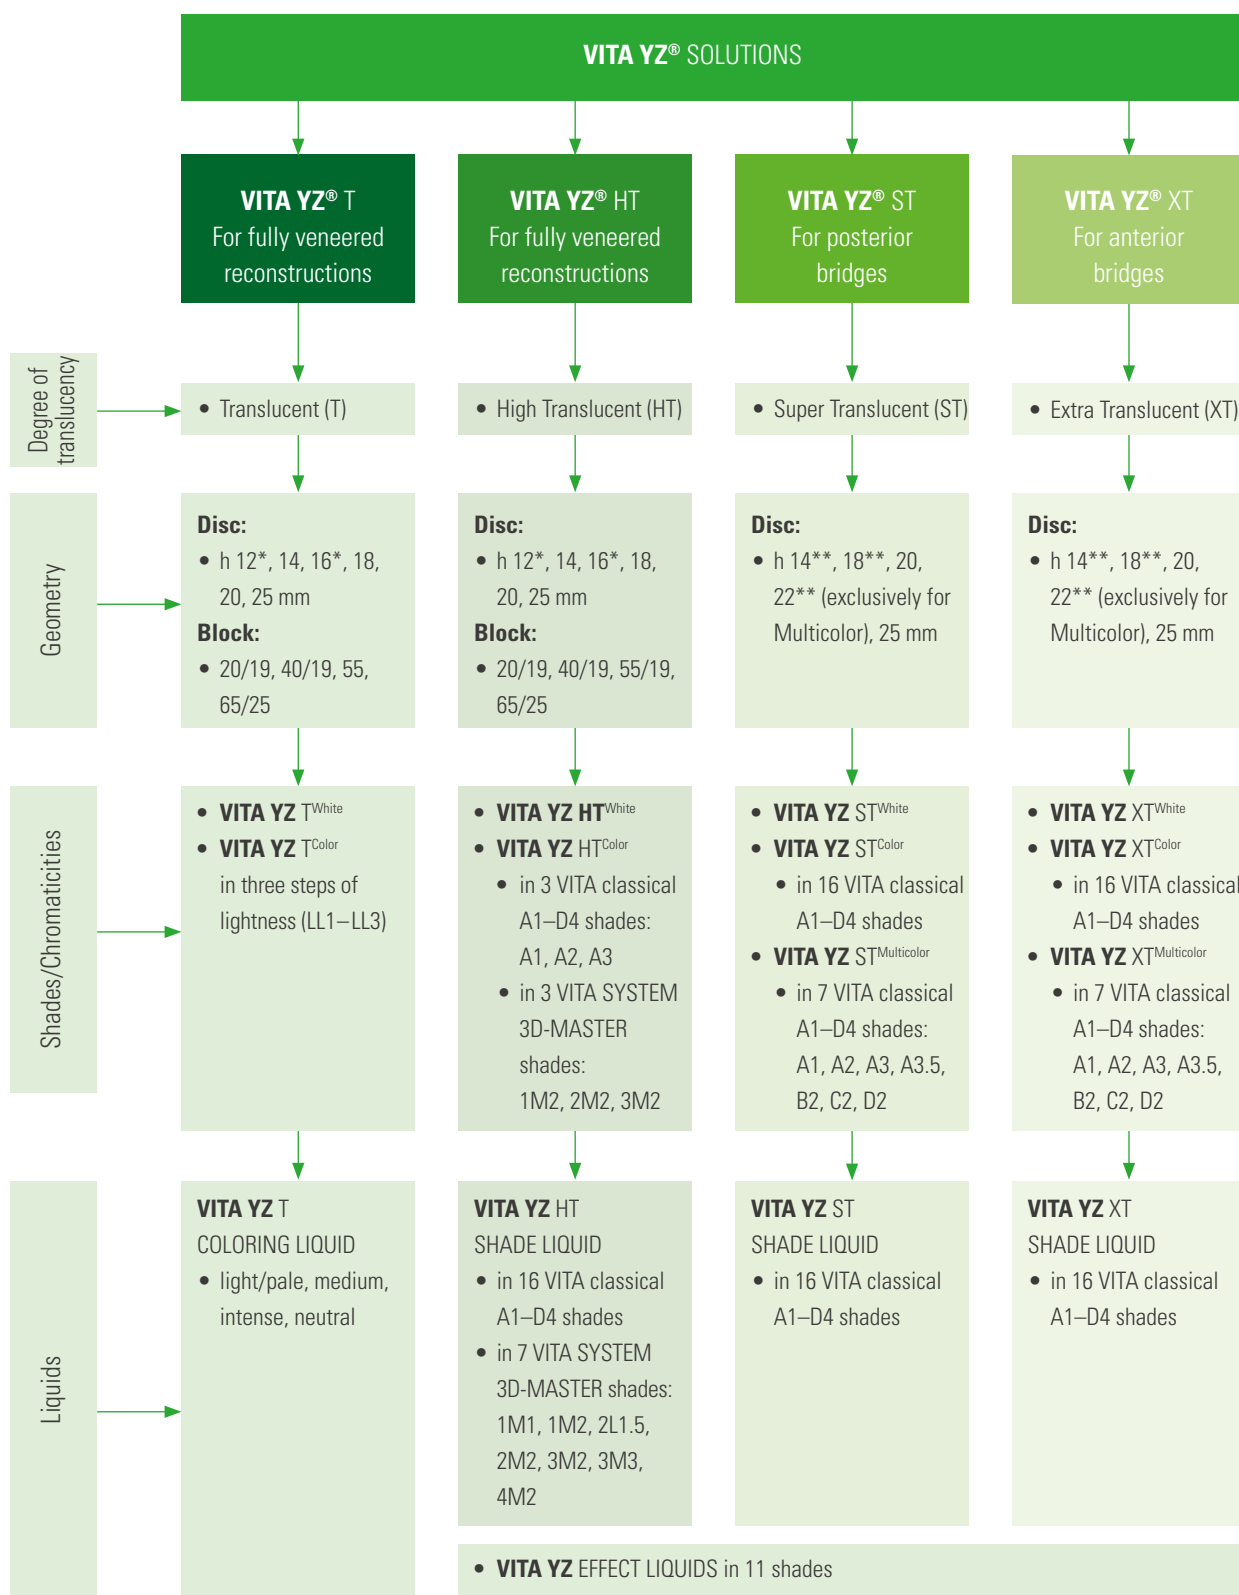 VITA YZ® SOLUTIONS
VITA YZ® T
For fully veneered
reconstructions
VITA YZ® HT
For fully veneered
reconstructions
VITA YZ® ST
For posterior
bridges
VITA YZ® XT
For anterior
bridges
Degree of
translucency
• Translucent (T)
• High Translucent (HT)
• Super Translucent (ST)
• Extra Translucent (XT)
Geometry
Disc:
• h 12*, 14, 16*, 18,
20, 25 mm
Block:
• 20/19, 40/19, 55,
65/25
Disc:
• h 12*, 14, 16*, 18,
20, 25 mm
Block:
• 20/19, 40/19, 55/19,
65/25
Disc:
• h 14**, 18**, 20,
22** (exclusively for
Multicolor), 25 mm
Disc:
• h 14**, 18**, 20,
22** (exclusively for
Multicolor), 25 mm
Shades/Chromaticities
• VITA YZ TWhite
• VITA YZ TColor
in three steps of
lightness (LL1–LL3)
• VITA YZ HTWhite
• VITA YZ HTColor
• in 3 VITA classical
A1–D4 shades:
A1, A2, A3
• in 3 VITA SYSTEM
3D-MASTER
shades:
1M2, 2M2, 3M2
• VITA YZ STWhite
• VITA YZ STColor
• in 16 VITA classical
A1–D4 shades
• VITA YZ STMulticolor
• in 7 VITA classical
A1–D4 shades:
A1, A2, A3, A3.5,
B2, C2, D2
• VITA YZ XTWhite
• VITA YZ XTColor
• in 16 VITA classical
A1–D4 shades
• VITA YZ XTMulticolor
• in 7 VITA classical
A1–D4 shades:
A1, A2, A3, A3.5,
B2, C2, D2
Liquids
VITA YZ T
COLORING LIQUID
• light/pale, medium,
intense, neutral
VITA YZ HT
SHADE LIQUID
• in 16 VITA classical
A1–D4 shades
• in 7 VITA SYSTEM
3D-MASTER shades:
1M1, 1M2, 2L1.5,
2M2, 3M2, 3M3,
4M2
VITA YZ ST
SHADE LIQUID
• in 16 VITA classical
A1–D4 shades
VITA YZ XT
SHADE LIQUID
• in 16 VITA classical
A1–D4 shades
• VITA YZ EFFECT LIQUIDS in 11 shades